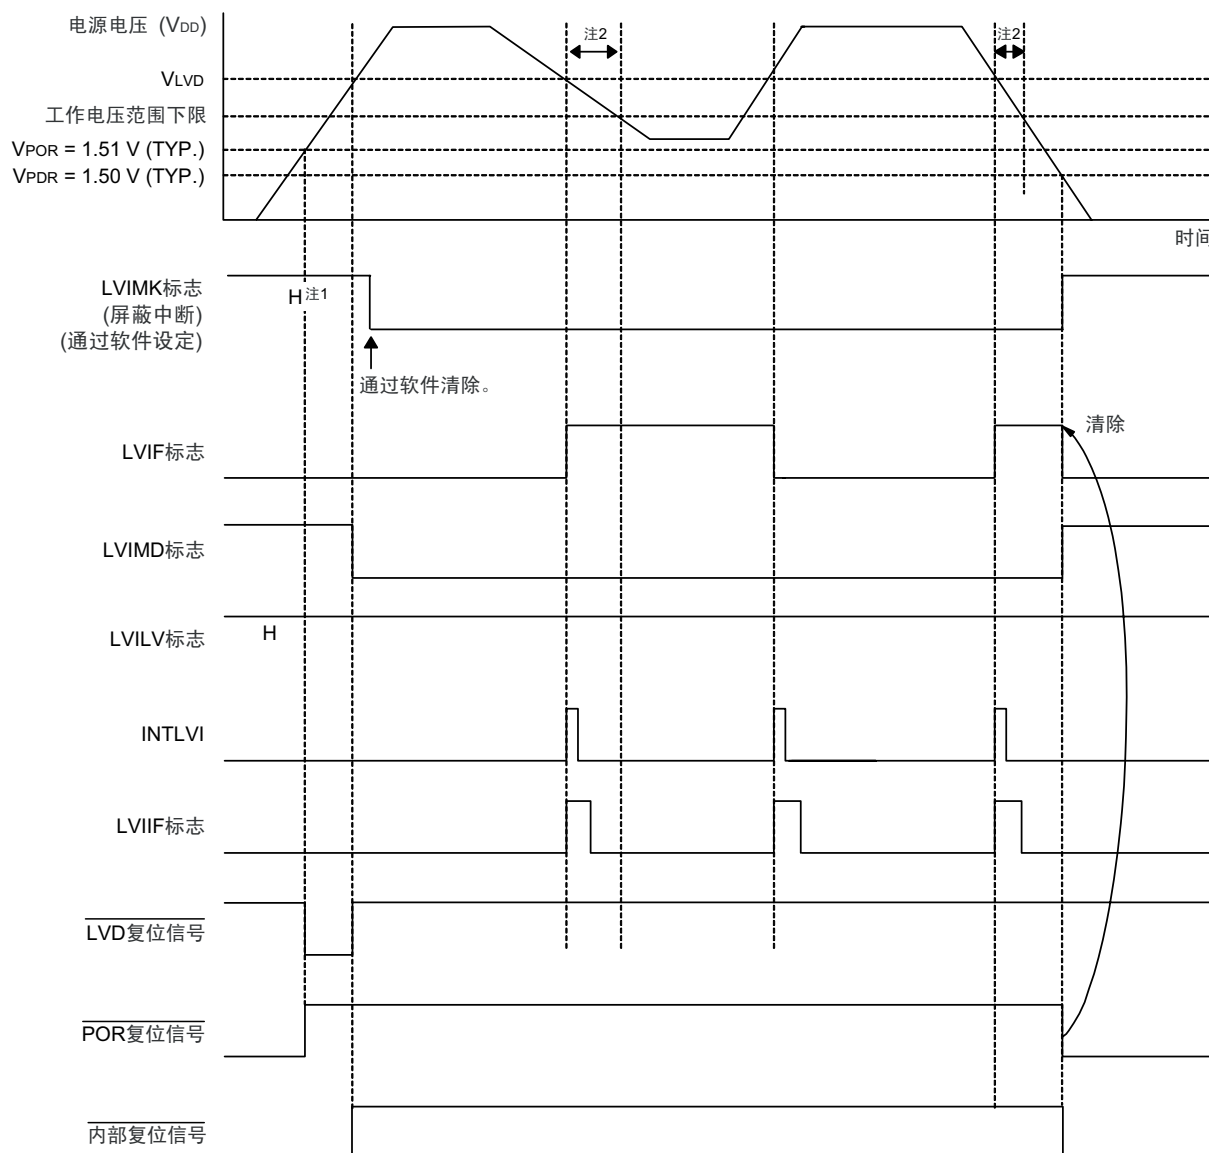 电源电压 (VDD)
注2
注2
VLVD
工作电压范围下限
VPOR = 1.51 V (TYP.)
VPDR = 1.50 V (TYP.)
时间
LVIMK标志
(屏蔽中断)
(通过软件设定)
H 注1
通过软件清除。
清除
LVIF标志
LVIMD标志
LVILV标志
H
INTLVI
LVIIF标志
LVD复位信号
POR复位信号
内部复位信号